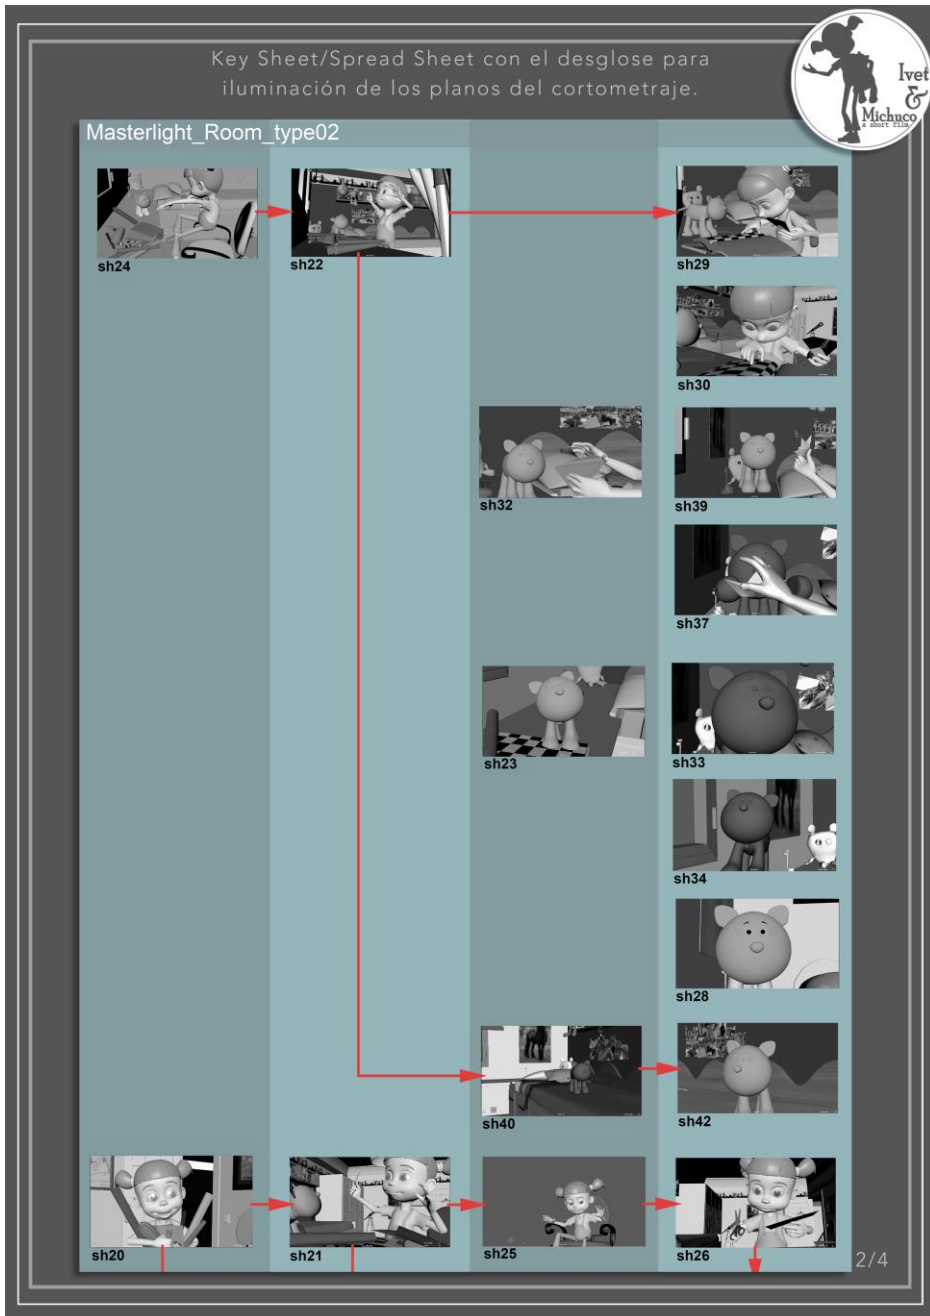 Key Sheet/Spread Sheet con el desglose para
iluminación de los planos del cortometraje.
Ivet
&
Michuco
a short film
Masterlight_Room_type02
sh24
sh22
sh29
sh30
sh32
sh39
sh37
sh23
sh33
sh34
sh28
sh40
sh42
sh20
sh21
sh25
sh26
2/4